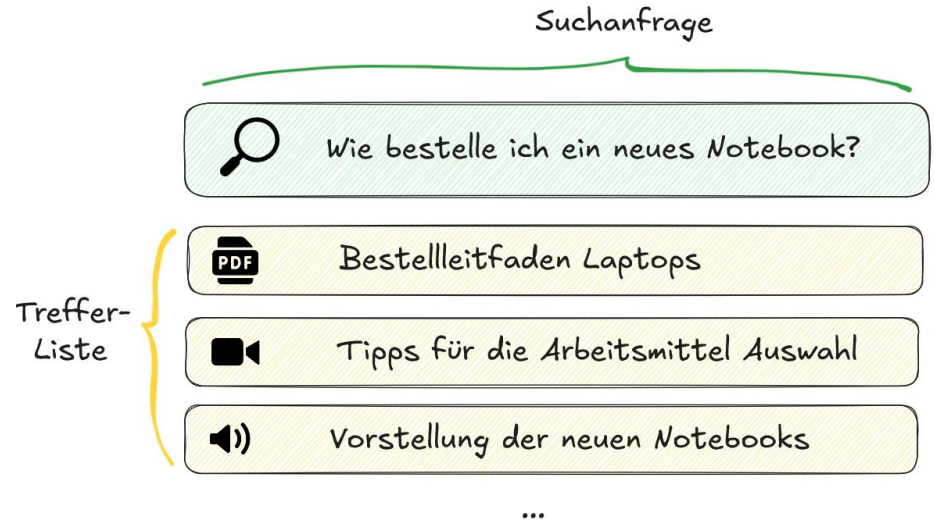 Suchanfrage
Wie bestelle ich ein neues Notebook?
PDF
Bestellleitfaden Laptops
Treffer-
Liste
Tipps für die Arbeitsmittel Auswahl
Vorstellung der neuen Notebooks
...